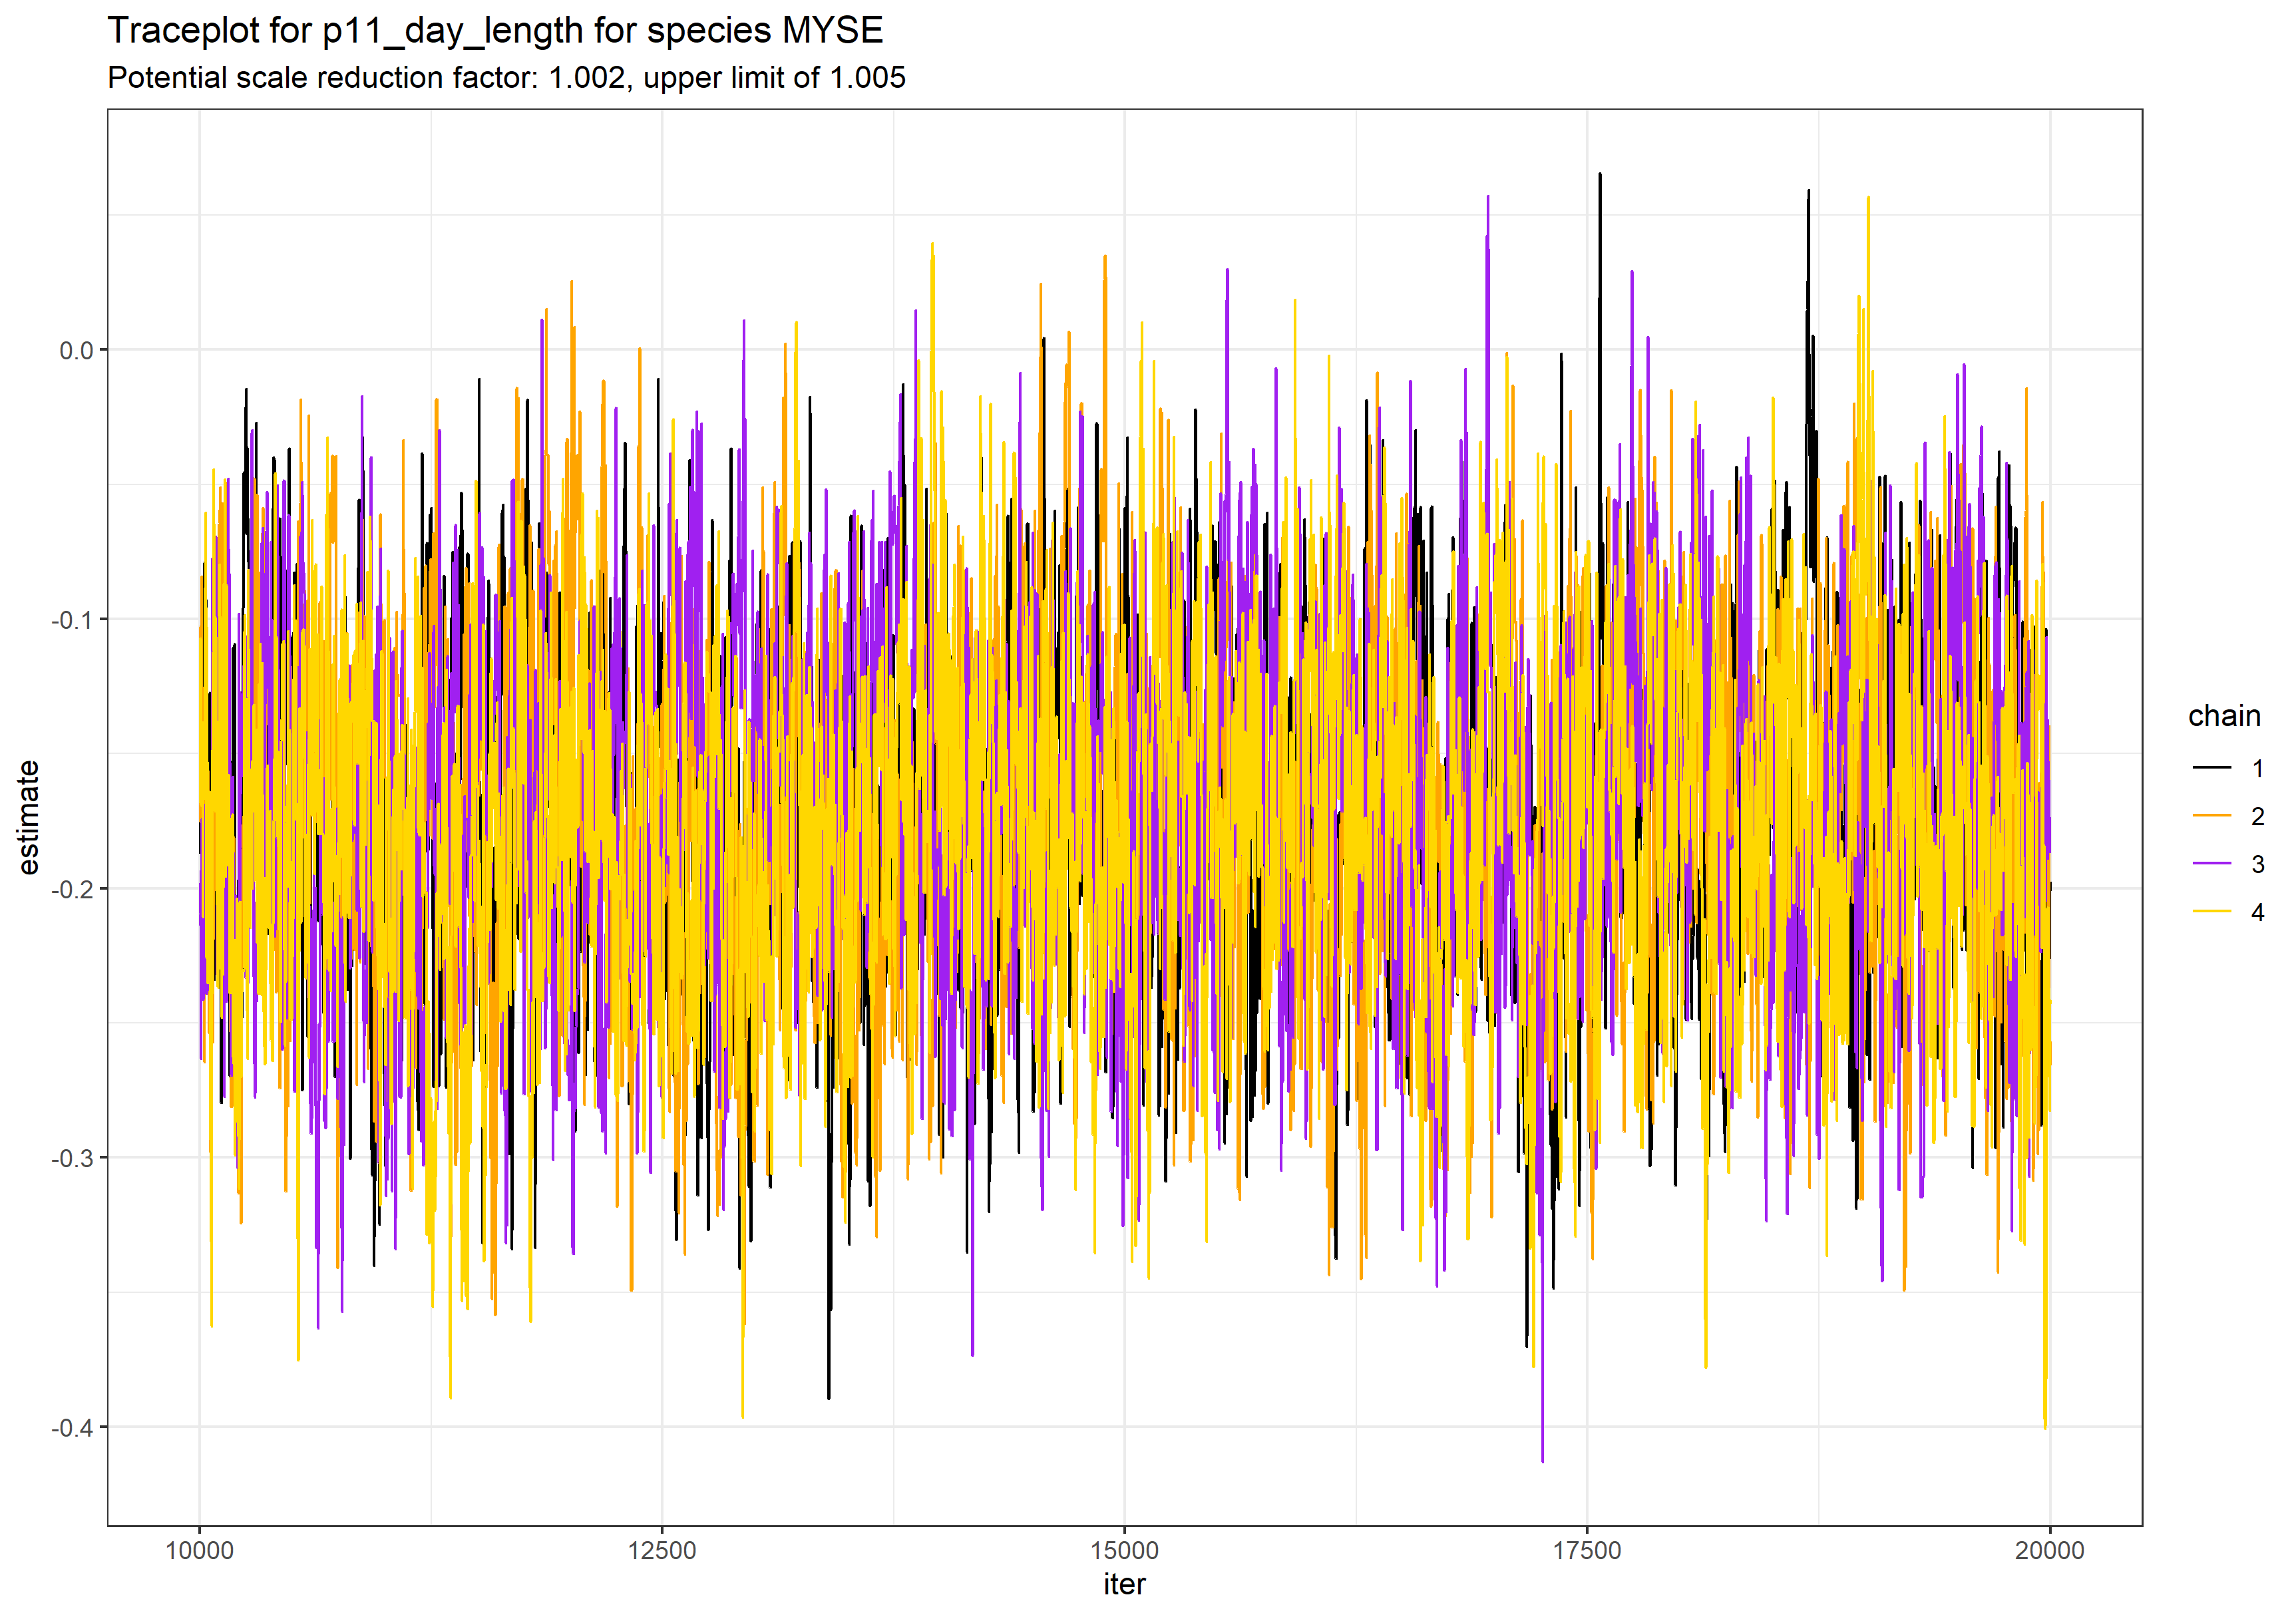 Traceplot for p11_day_length for species MYSE
Potential scale reduction factor: 1.002, upper limit of 1.005
estimate
0.0
-0.1
-0.2
-0.3
-0.4
10000 12500 15000 17500 20000
iter
chain
1
2
3
4